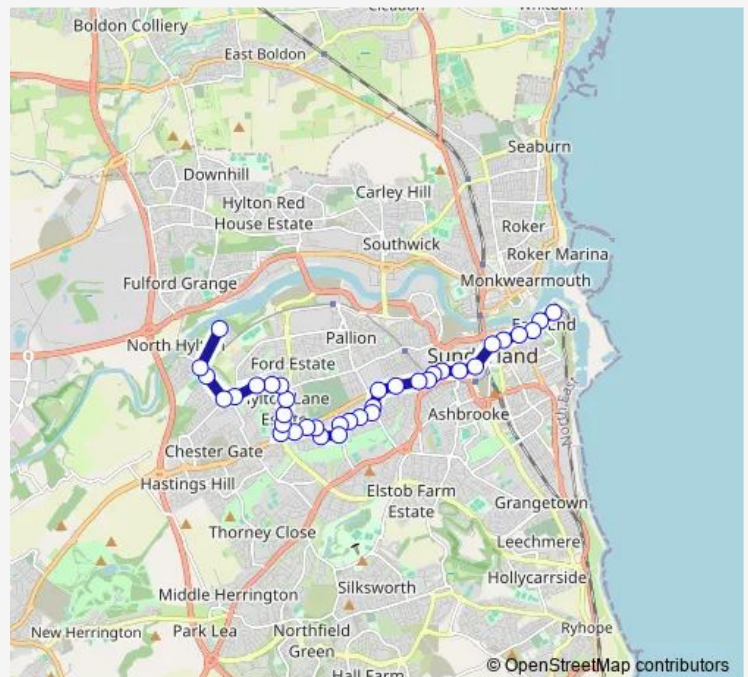 Boldon Colliery
East Boldon
Seaburn
Downhill
Carley Hill
Hylton Red
House Estate
Roker
Southwick
Roker Marina
Fulford Grange
Monkwearmouth
Pallion
Ford Estate
Ashbrooke
Chester Gate
Hastings Hill
Elstob Farm
Estate
Grangetown
Thorney Close
Leechmere
Hollycarrside
Silksworth
Middle Herrington
New Herrington
Park Lea
Northfield
Green
Ryhope
North East
© OpenStreetMap contributors